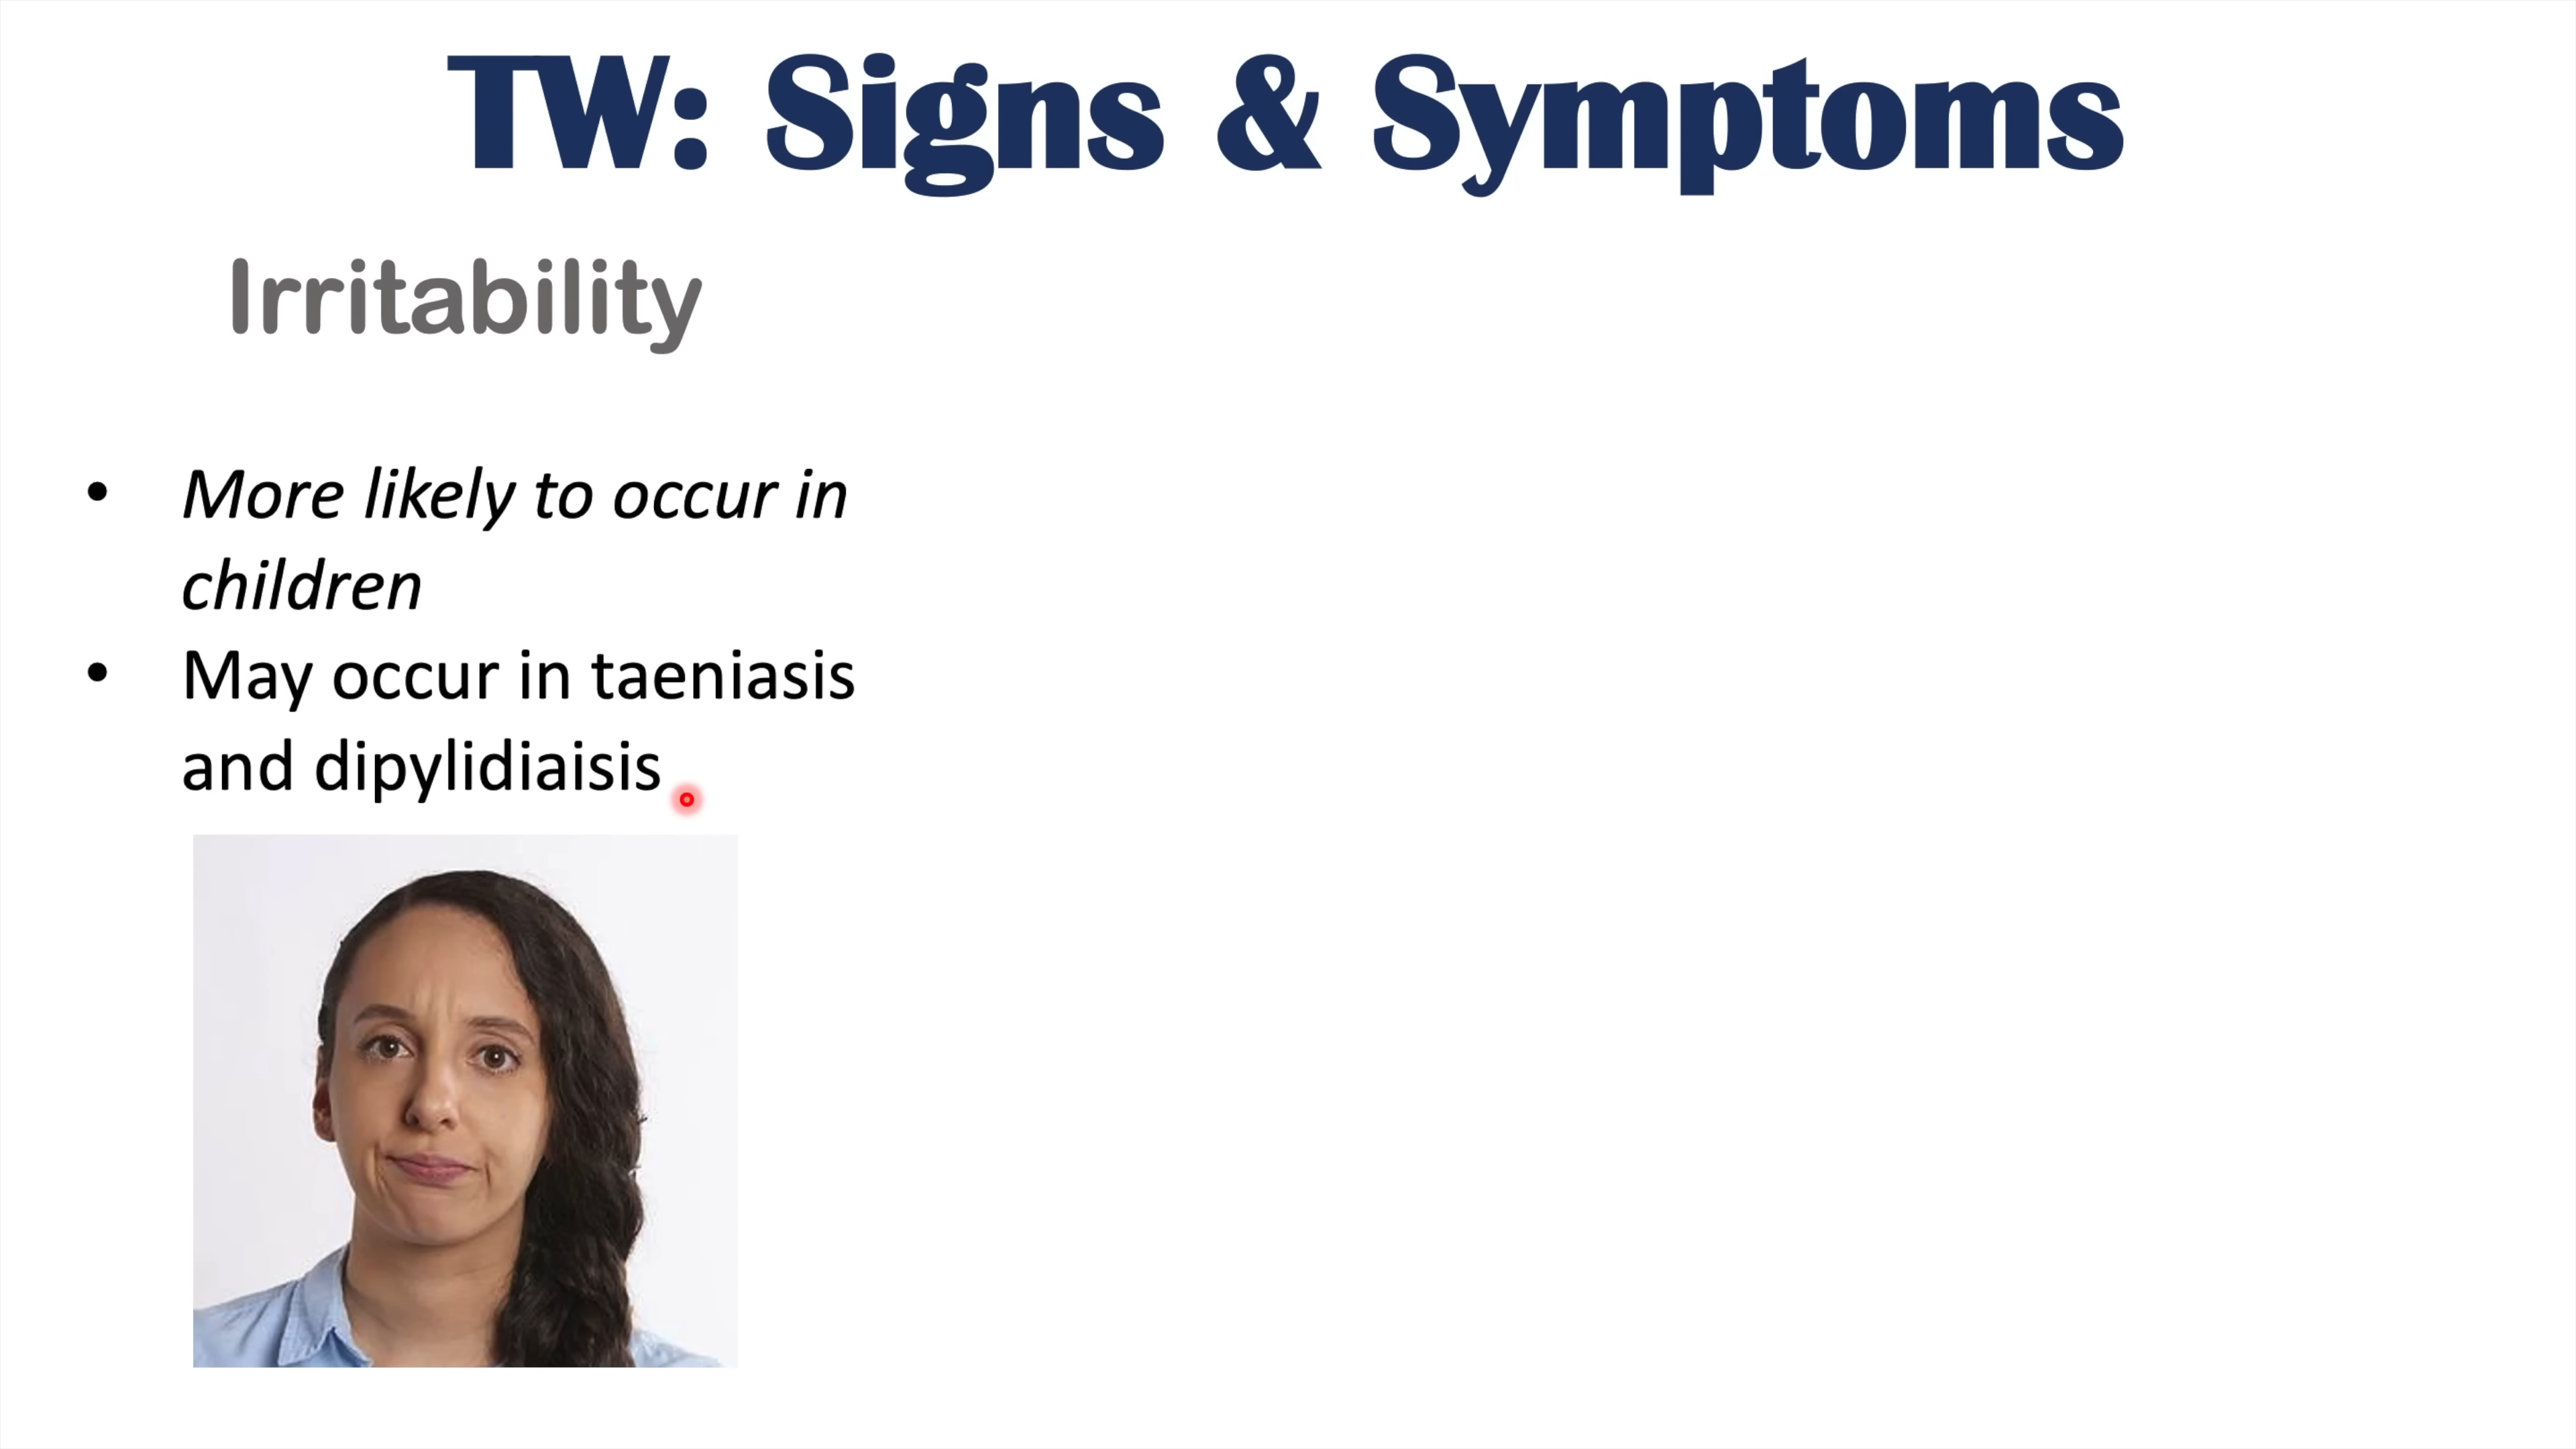 TW: Signs & Symptoms
Irritability
• More likely to occur in
children
• May occur in taeniasis
and dipylidiaisis